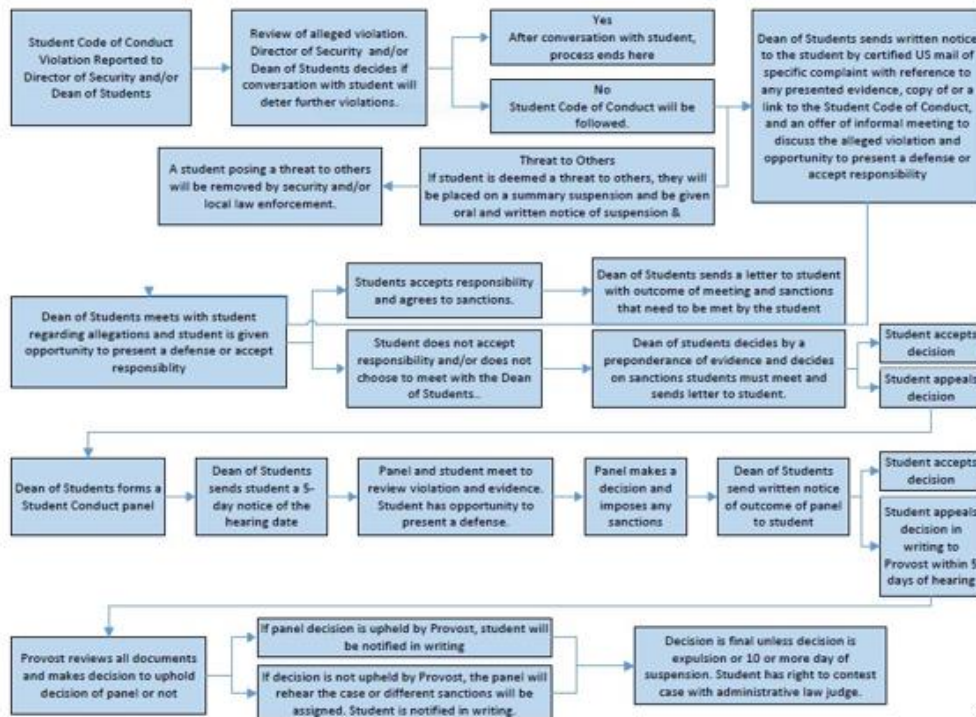 Student Code of Conduct
Violation Reported to
Director of Security and/or
Dean of Students
Review of alleged violation.
Director of Security and/or
Dean of Students decides if
conversation with student will
deter further violations.
Yes
After conversation with student,
process ends here
No
Student Code of Conduct will be
followed.
Dean of Students sends written notice
to the student by certified US mail of
specific complaint with reference to
any presented evidence, copy of or a
link to the Student Code of Conduct,
and an offer of informal meeting to
discuss the alleged violation and
opportunity to present a defense or
accept responsibility
Threat to Others
If student is deemed a threat to others, they will
be placed on a summary suspension and be given
oral and written notice of suspension &
A student posing a threat to others
will be removed by security and/or
local law enforcement.
Dean of Students meets with student
regarding allegations and student is given
opportunity to present a defense or accept
responsiblity
Students accepts responsibility
and agrees to sanctions.
Dean of Students sends a letter to student
with outcome of meeting and sanctions
that need to be met by the student
Student does not accept
responsibility and/or does not
choose to meet with the Dean
of Students..
Dean of students decides by a
preponderance of evidence and decides
on sanctions students must meet and
sends letter to student.
Student accepts
decision
Student appeals
decision
Dean of Students forms a
Student Conduct panel
Dean of Students
sends student a 5-
day notice of the
hearing date
Panel and student meet to
review violation and evidence.
Student has opportunity to
present a defense.
Panel makes a
decision and
imposes any
sanctions
Dean of Students
send written notice
of outcome of panel
to student
Student accepts
decision
Student appeals
decision in
writing to
Provost within 5
days of hearing
Provost reviews all documents
and makes decision to uphold
decision of panel or not
If panel decision is upheld by Provost, student will
be notified in writing
If decision is not upheld by Provost, the panel will
rehear the case or different sanctions will be
assigned. Student is notified in writing.
Decision is final unless decision is
expulsion or 10 or more day of
suspension. Student has right to contest
case with administrative law judge.